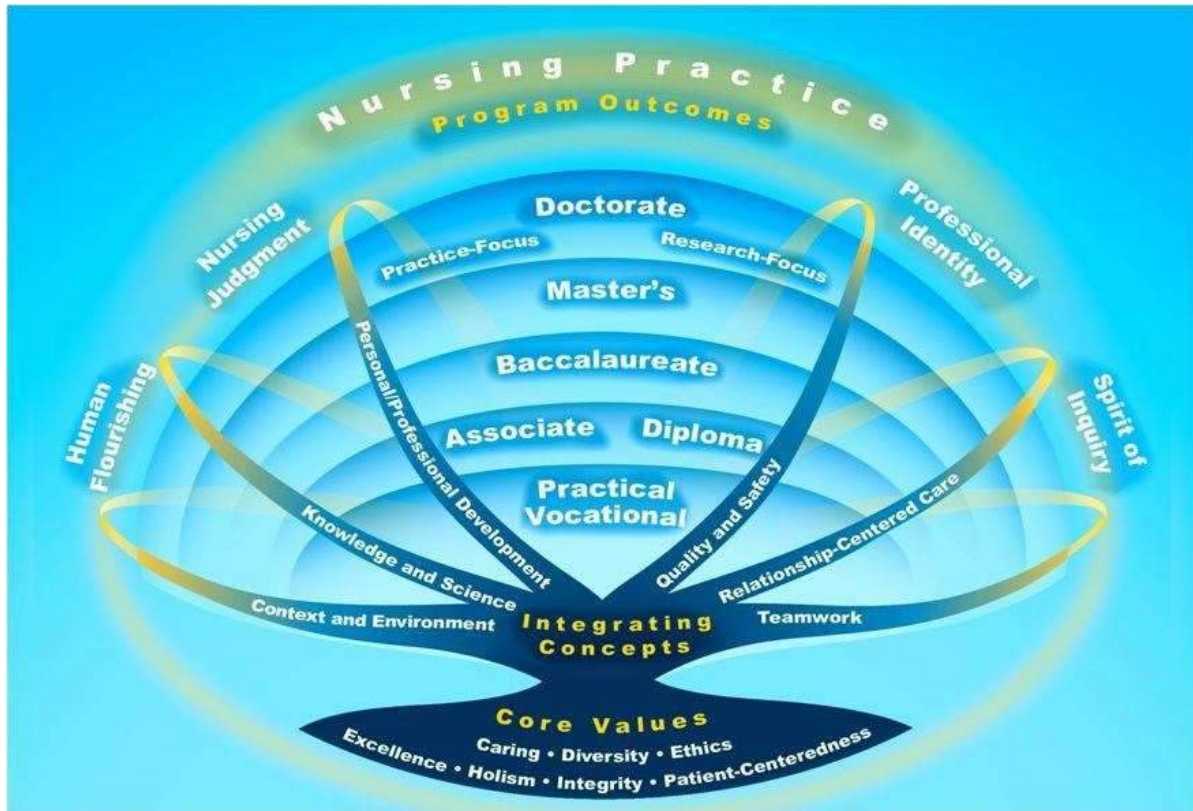 Nursing Practice
Program Outcomes
Nursing
Judgment
Professional
Identity
Human
Flourishing
Spirit of
Inquiry
Doctorate
Practice-Focus
Research-Focus
Master's
Baccalaureate
Associate
Diploma
Practical
Vocational
Context and Environment
Knowledge and Science
Personal/Professional Development
Quality and Safety
Relationship-Centered Care
Teamwork
Integrating
Concepts
Core Values
Caring • Diversity • Ethics
Excellence • Holism • Integrity • Patient-Centeredness